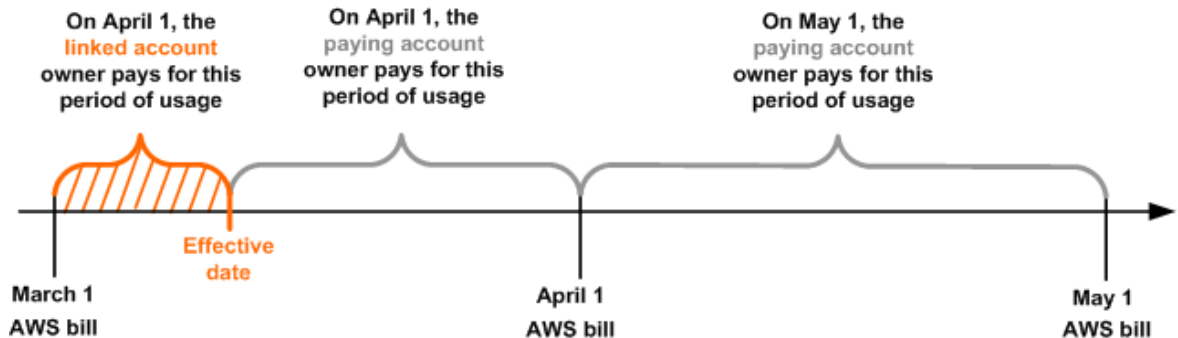 On April 1, the
linked account
owner pays for this
period of usage
On April 1, the
paying account
owner pays for this
period of usage
On May 1, the
paying account
owner pays for this
period of usage
Effective
date
March 1
AWS bill
April 1
AWS bill
May 1
AWS bill